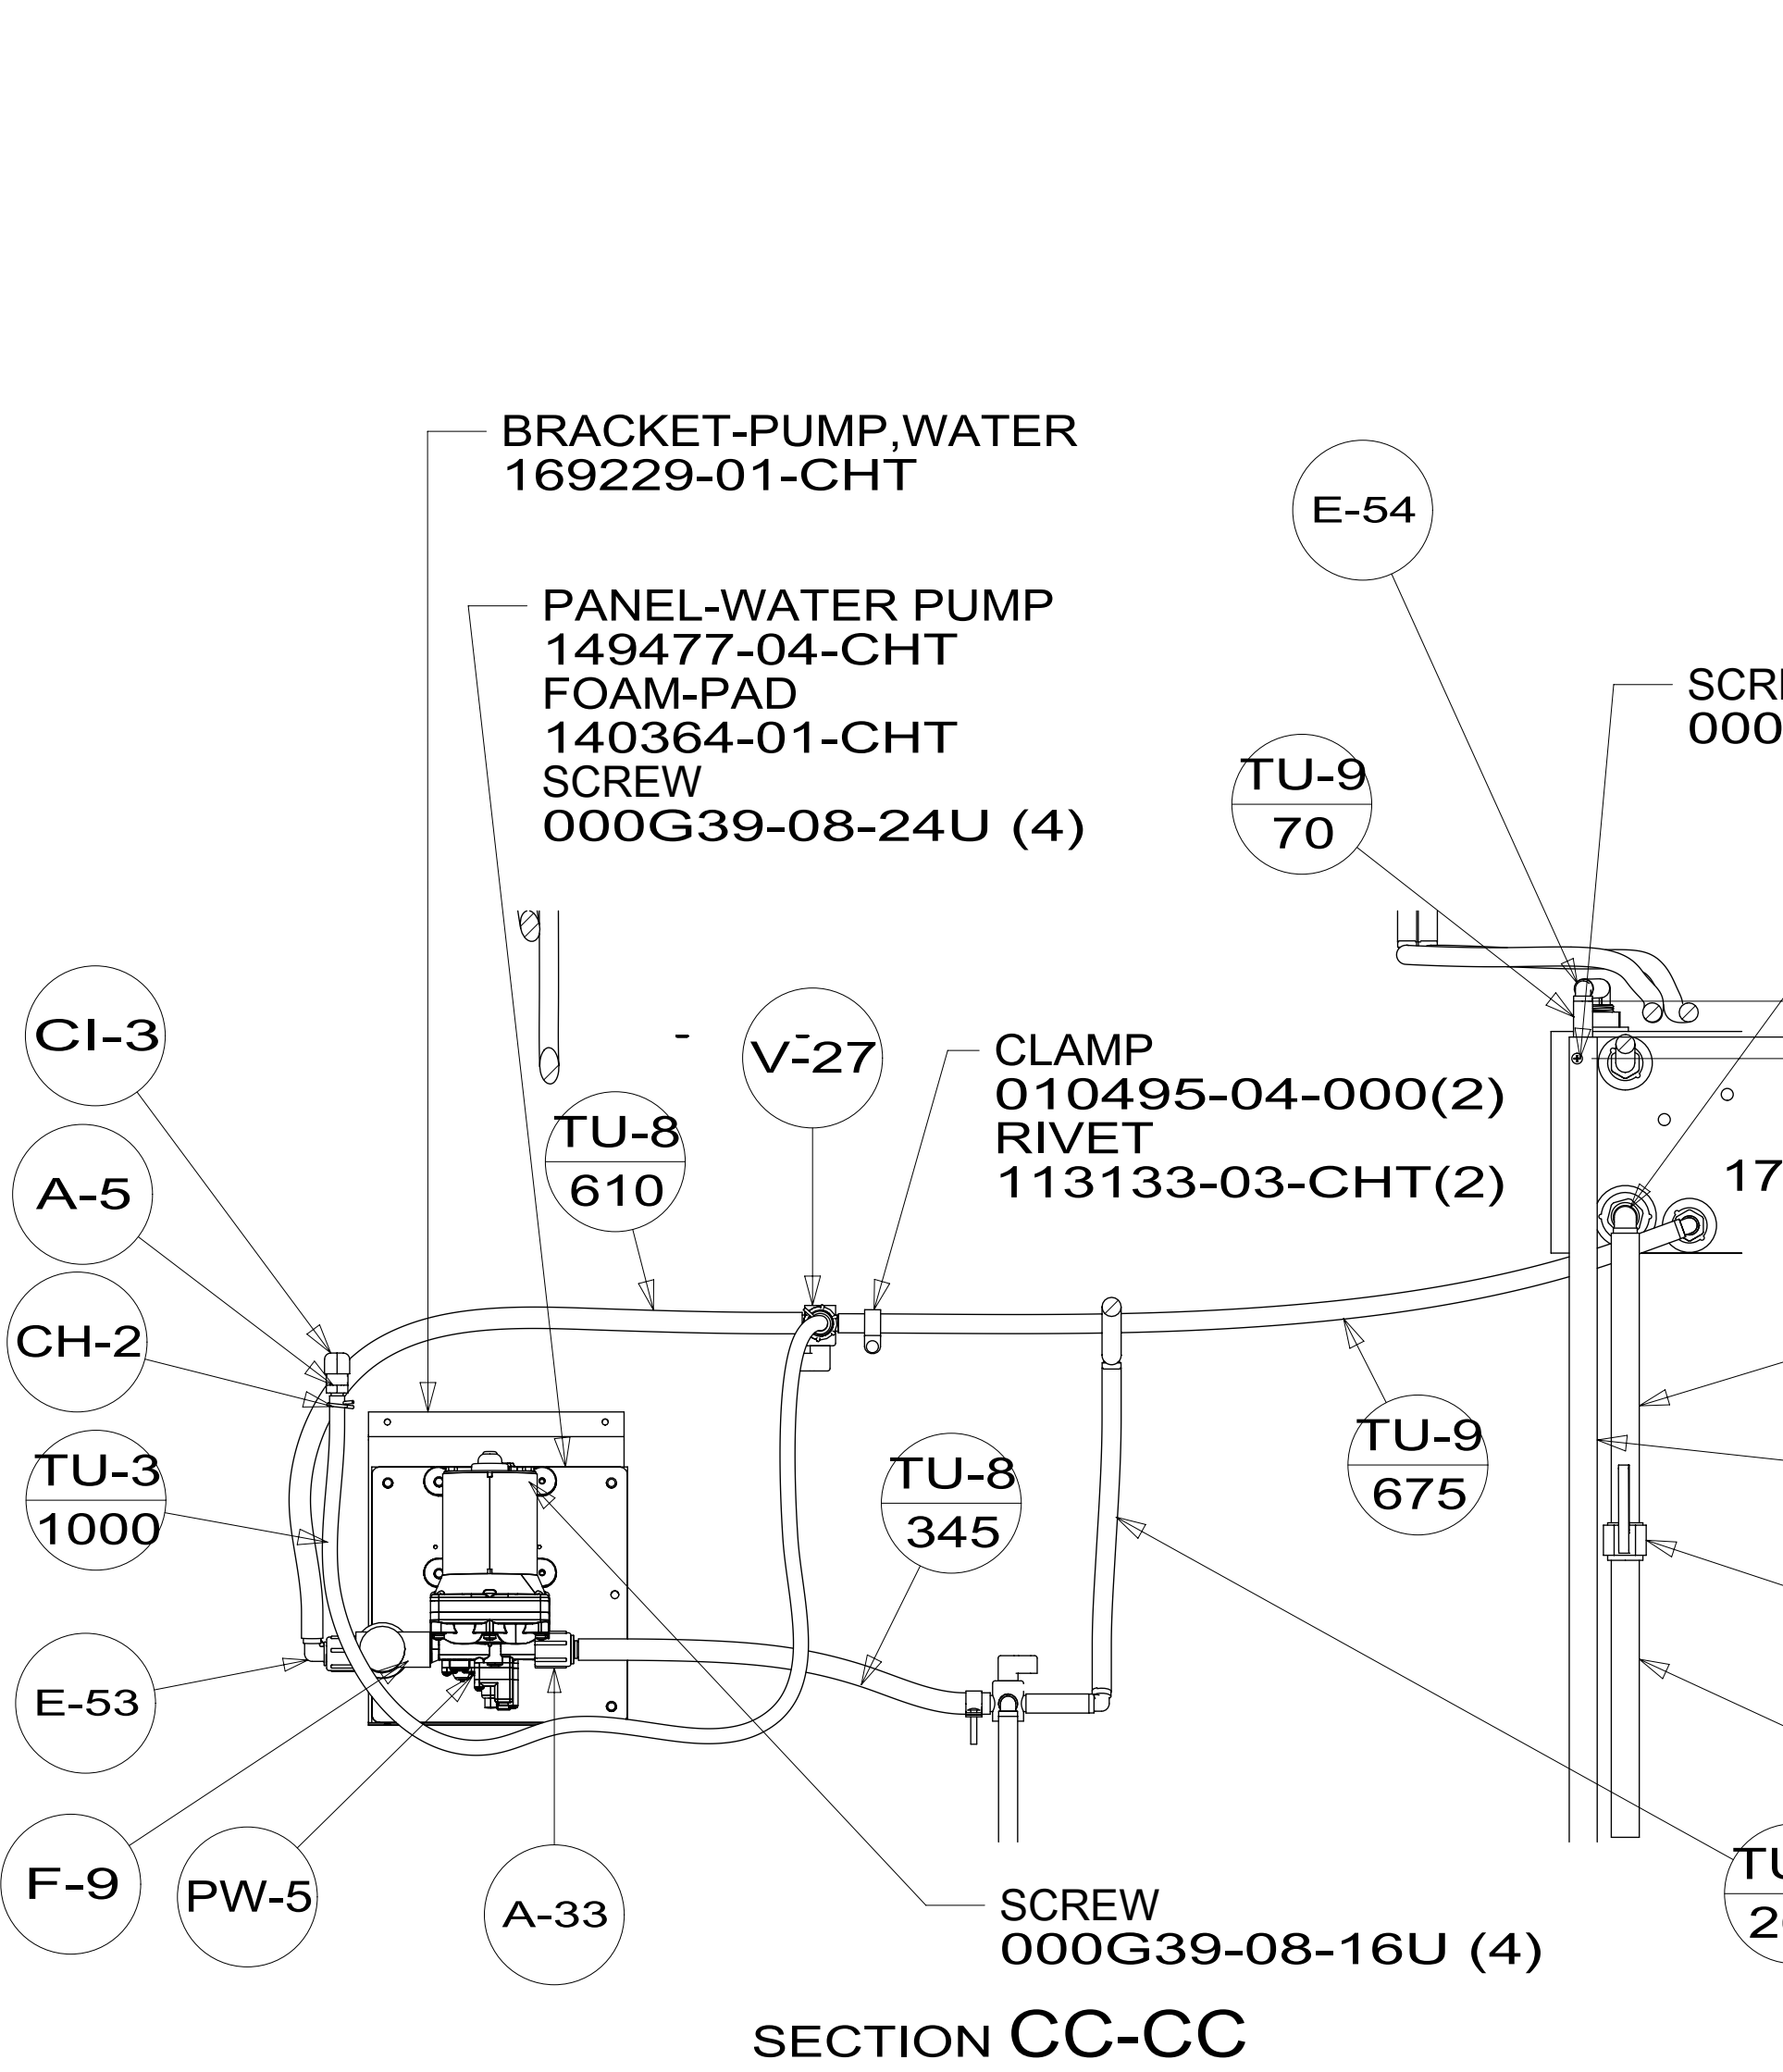 BRACKET-PUMP,WATER
169229-01-CHT
E-54
PANEL-WATER PUMP
149477-04-CHT
FOAM-PAD
140364-01-CHT
SCREW
000G39-08-24U (4)
TU-9
70
CI-3
V-27
CLAMP
010495-04-000(2)
RIVET
113133-03-CHT(2)
TU-8
610
A-5
CH-2
TU-3
1000
TU-8
345
TU-9
675
E-53
F-9
PW-5
A-33
SCREW
000G39-08-16U (4)
SECTION CC-CC